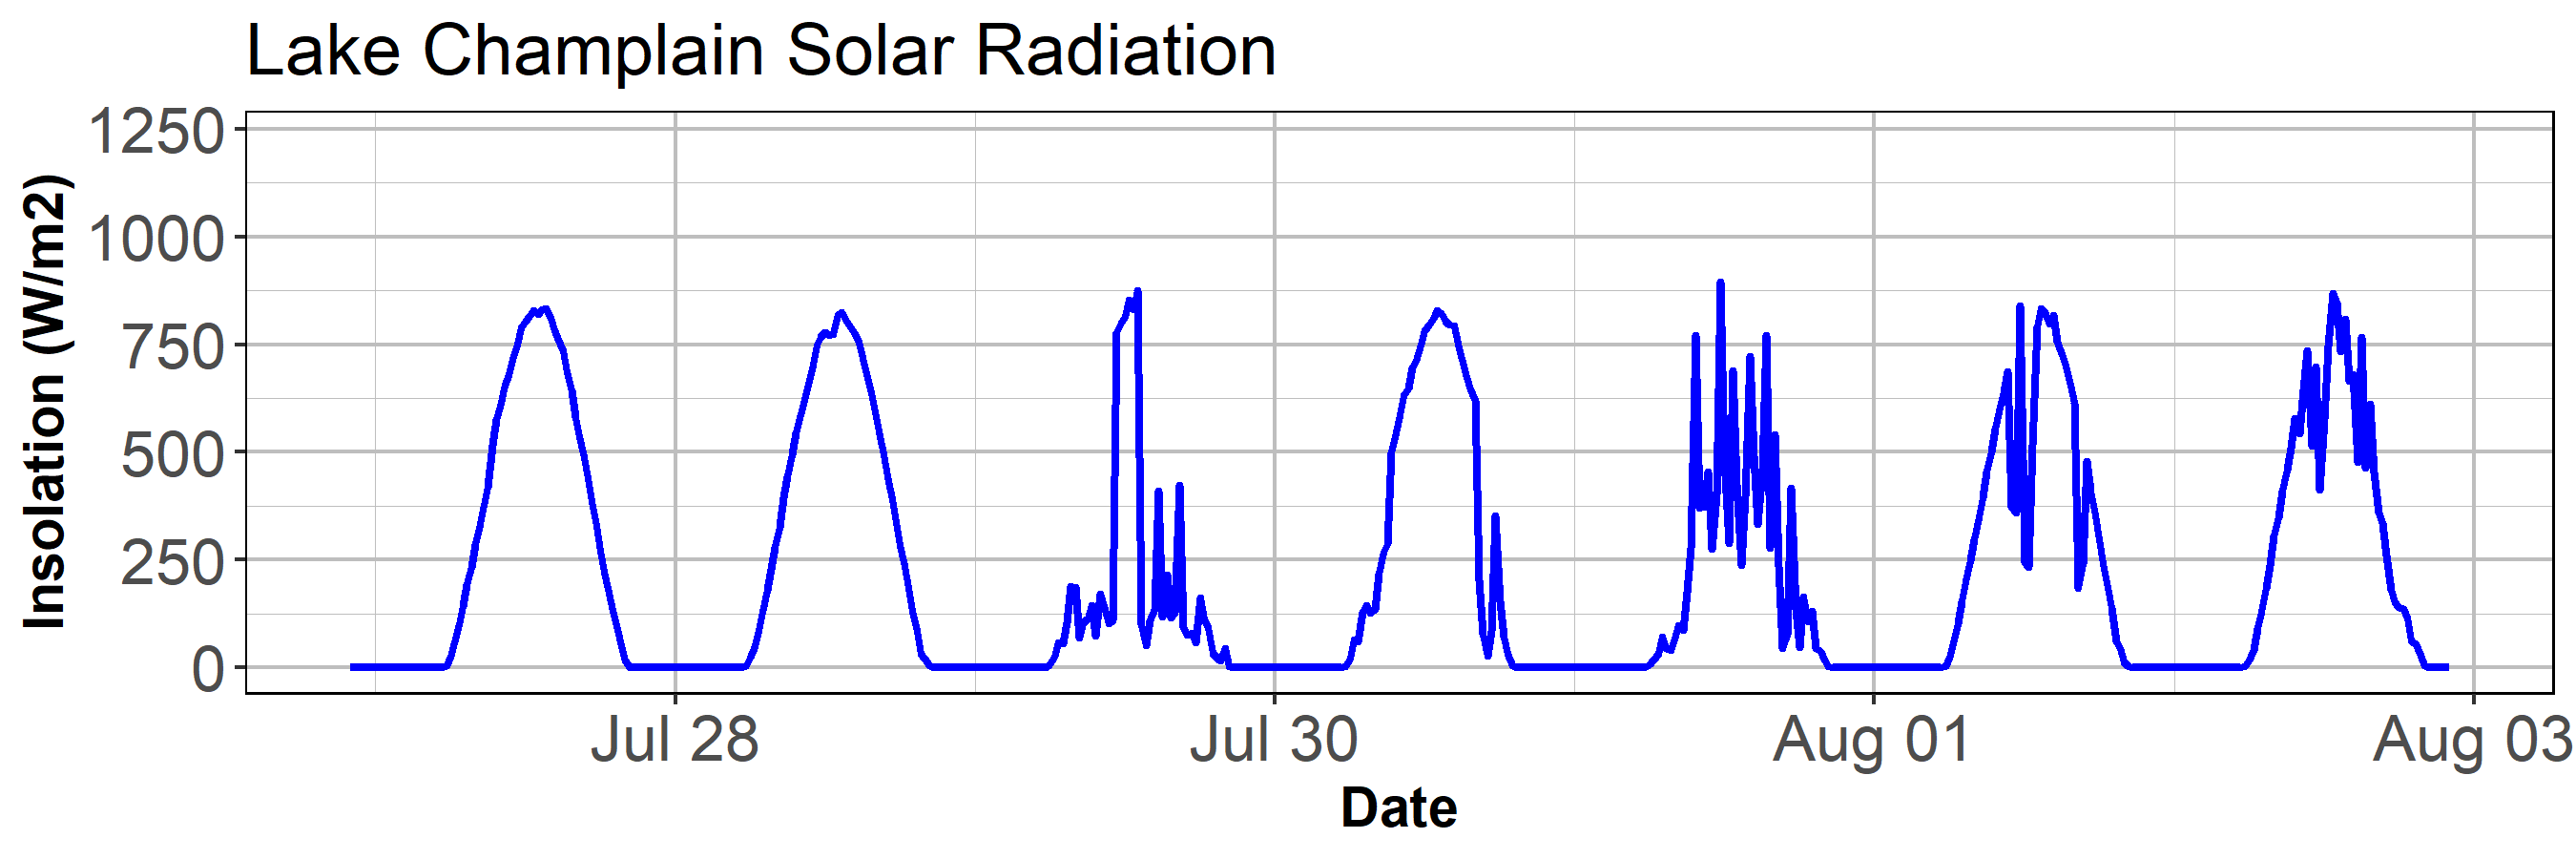 Lake Champlain Solar Radiation
1250
1000
750
500
250
0
Insolation (W/m2)
Jul 28 Jul 30 Aug 01 Aug 03
Date